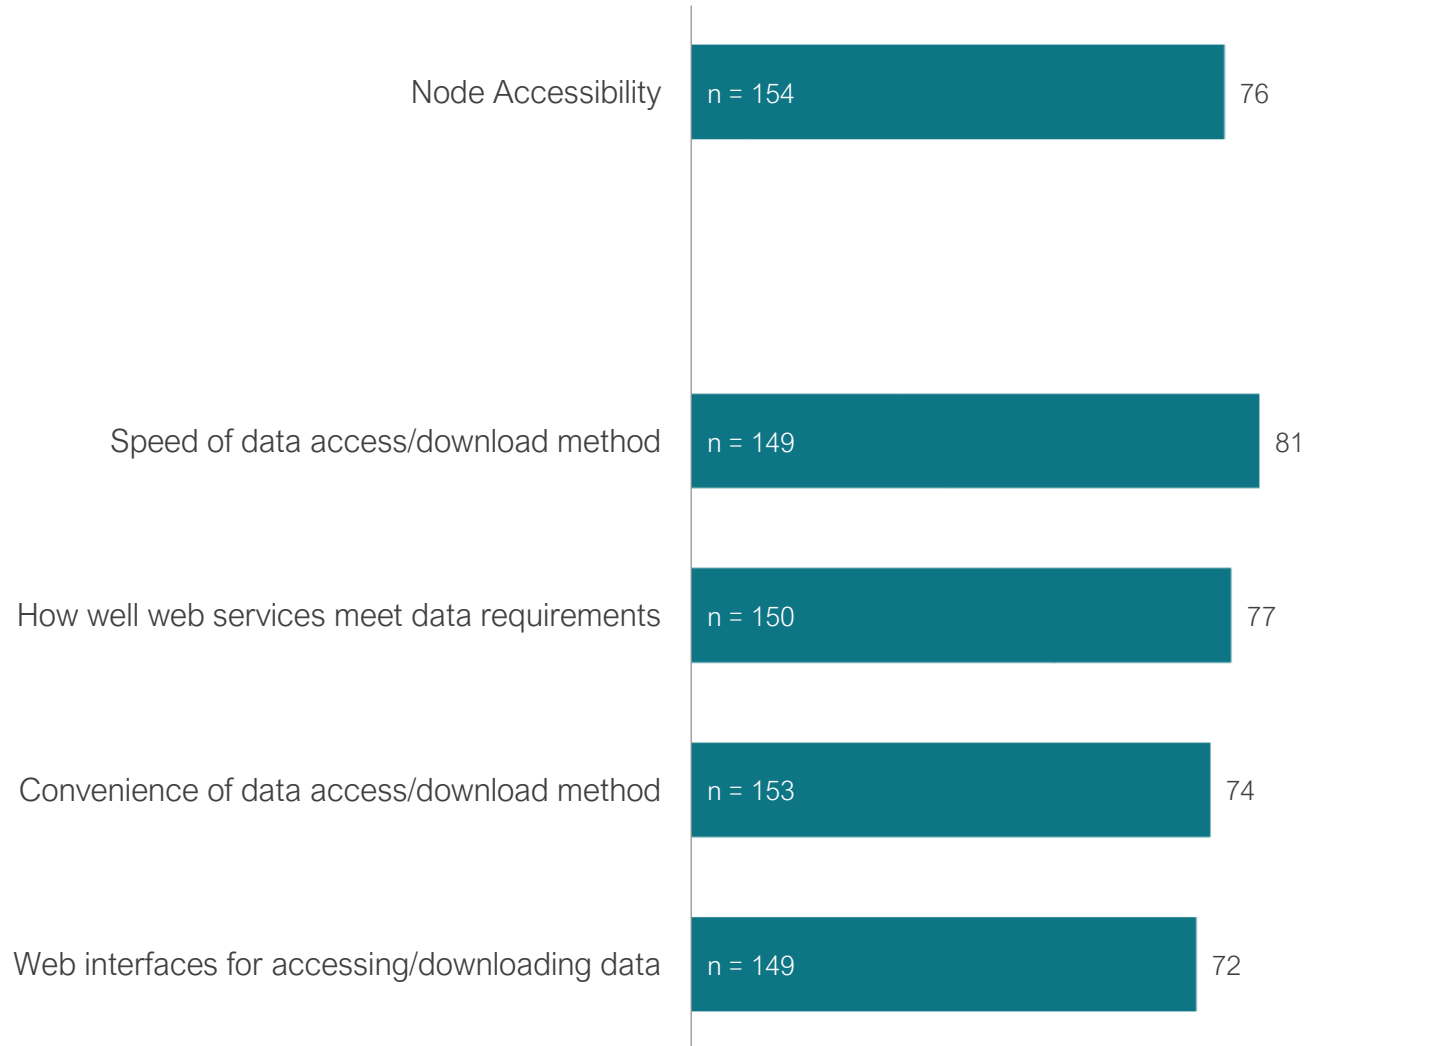 Node Accessibility n = 154 76
Speed of data access/download method n = 149 81
How well web services meet data requirements n = 150 77
Convenience of data access/download method n = 153 74
Web interfaces for accessing/downloading data n = 149 72